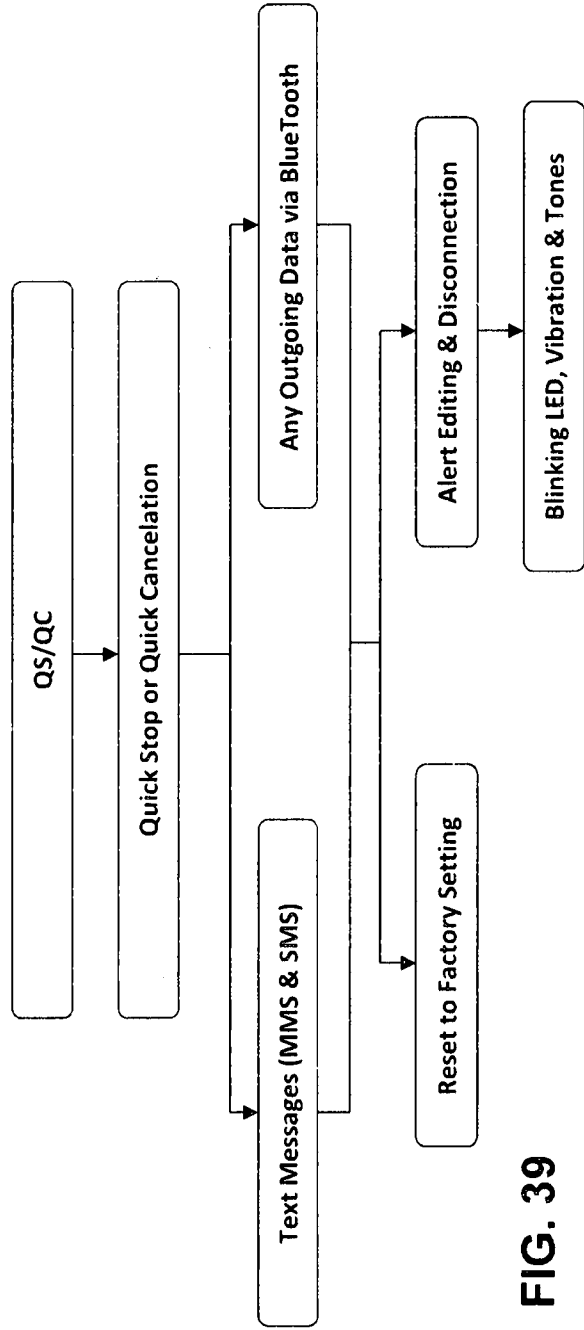 QS/QC
Quick Stop or Quick Cancelation
Text Messages (MMS & SMS)
Any Outgoing Data via BlueTooth
Reset to Factory Setting
Alert Editing & Disconnection
Blinking LED, Vibration & Tones
FIG. 39